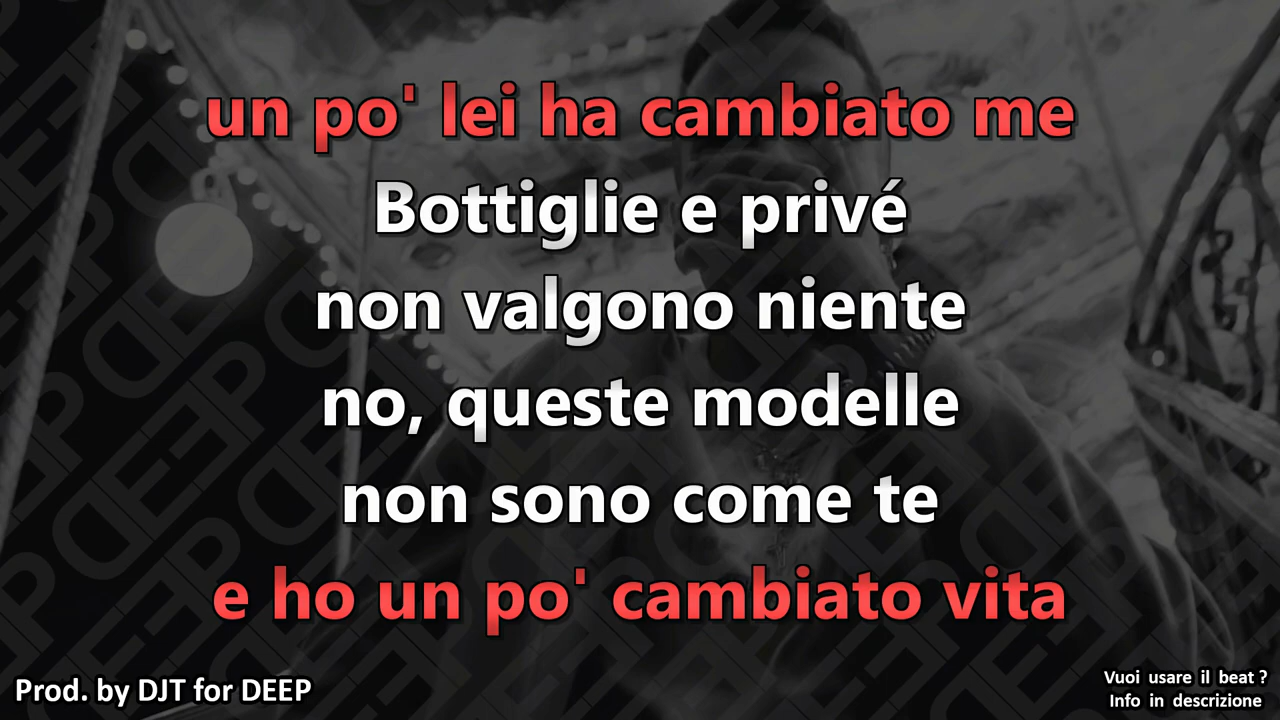 un po' lei ha cambiato me
Bottiglie e privé
non valgono niente
no, queste modelle
non sono come te
e ho un po' cambiato vita
Prod. by DJT for DEEP
Vuoi usare il beat ?
Info in descrizione